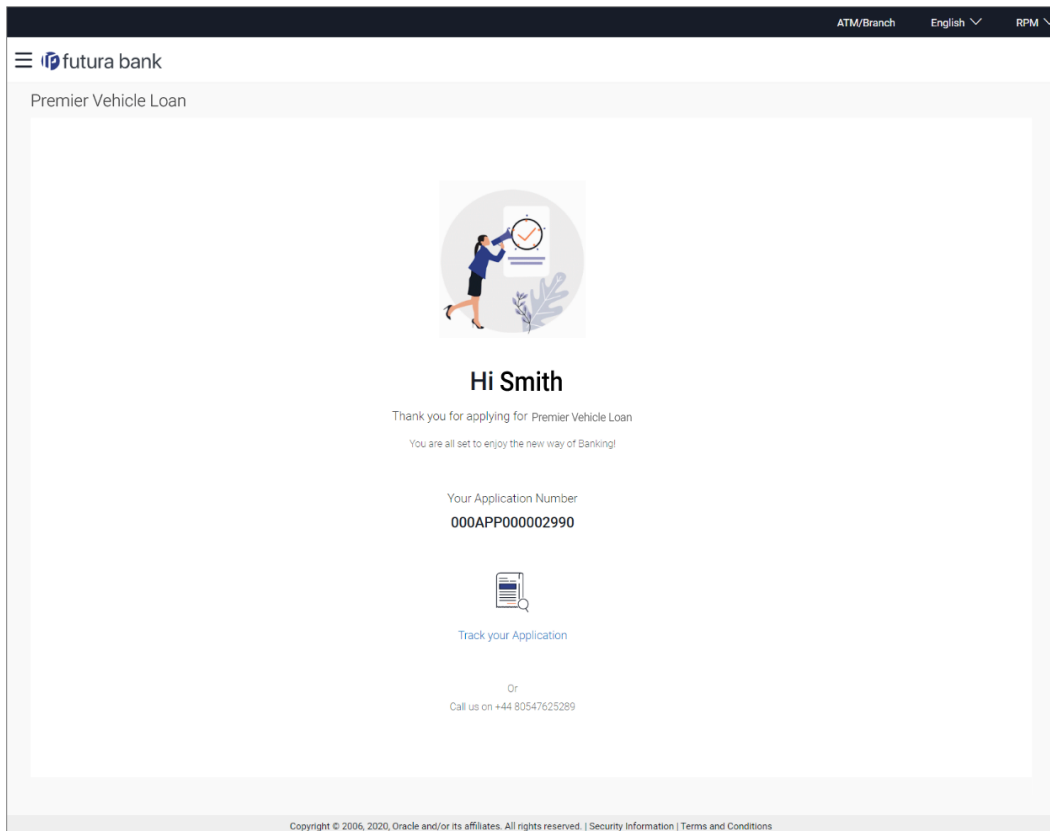 ATM/Branch English RPM
futura bank
Premier Vehicle Loan
Hi Smith
Thank you for applying for Premier Vehicle Loan
You are all set to enjoy the new way of Banking!
Your Application Number
000APP000002990
Track your Application
Or
Call us on +44 80547625289
Copyright © 2006, 2020, Oracle and/or its affiliates. All rights reserved. | Security Information | Terms and Conditions